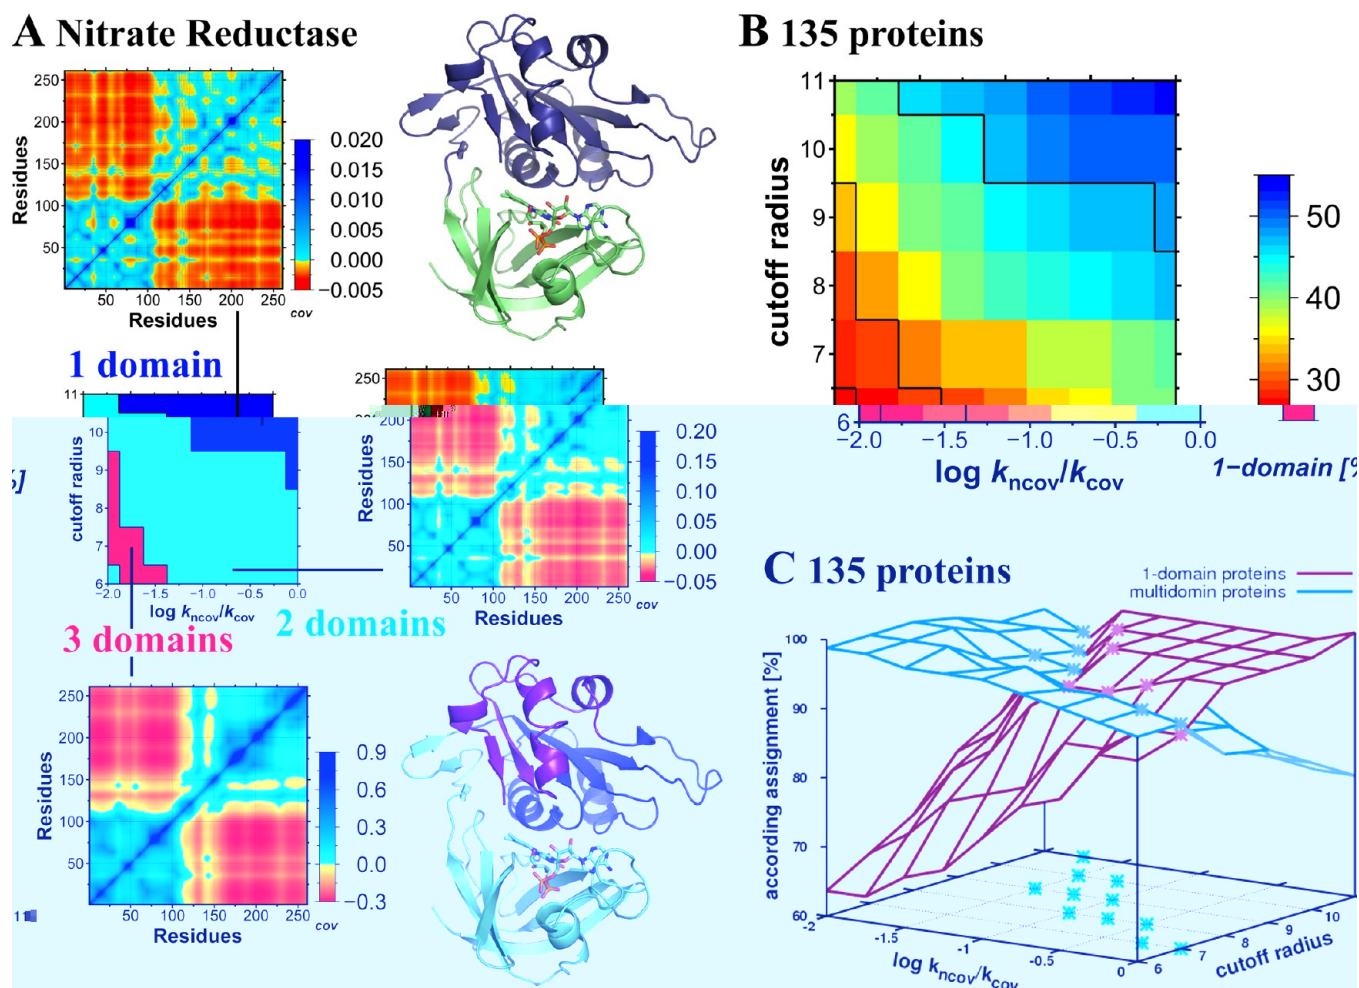 A Nitrate Reductase
B 135 proteins
250
200
150
100
50
Residues
50 100 150 200 250
Residues
0.020
0.015
0.010
0.005
0.000
−0.005
cov
11
10
9
8
7
6
cutoff radius
−2.0 −1.5 −1.0 −0.5 0.0
log kncov/kcov
50
40
30
1−domain [%
1 domain
11
10
9
8
7
6
cutoff radius
−2.0 −1.5 −1.0 −0.5 0.0
log kncov/kcov
%]
250
200
150
100
50
Residues
50 100 150 200 250
Residues
0.20
0.15
0.10
0.05
0.00
−0.05
cov
2 domains
3 domains
250
200
150
100
50
Residues
50 100 150 200 250
Residues
0.9
0.6
0.3
0.0
−0.3
cov
11
C 135 proteins
1-domain proteins
multidomin proteins
100
90
80
70
60
according assignment [%]
-2 -1.5 -1 -0.5 0
log kncov/kcov
6 7 8 9 10
cutoff radius